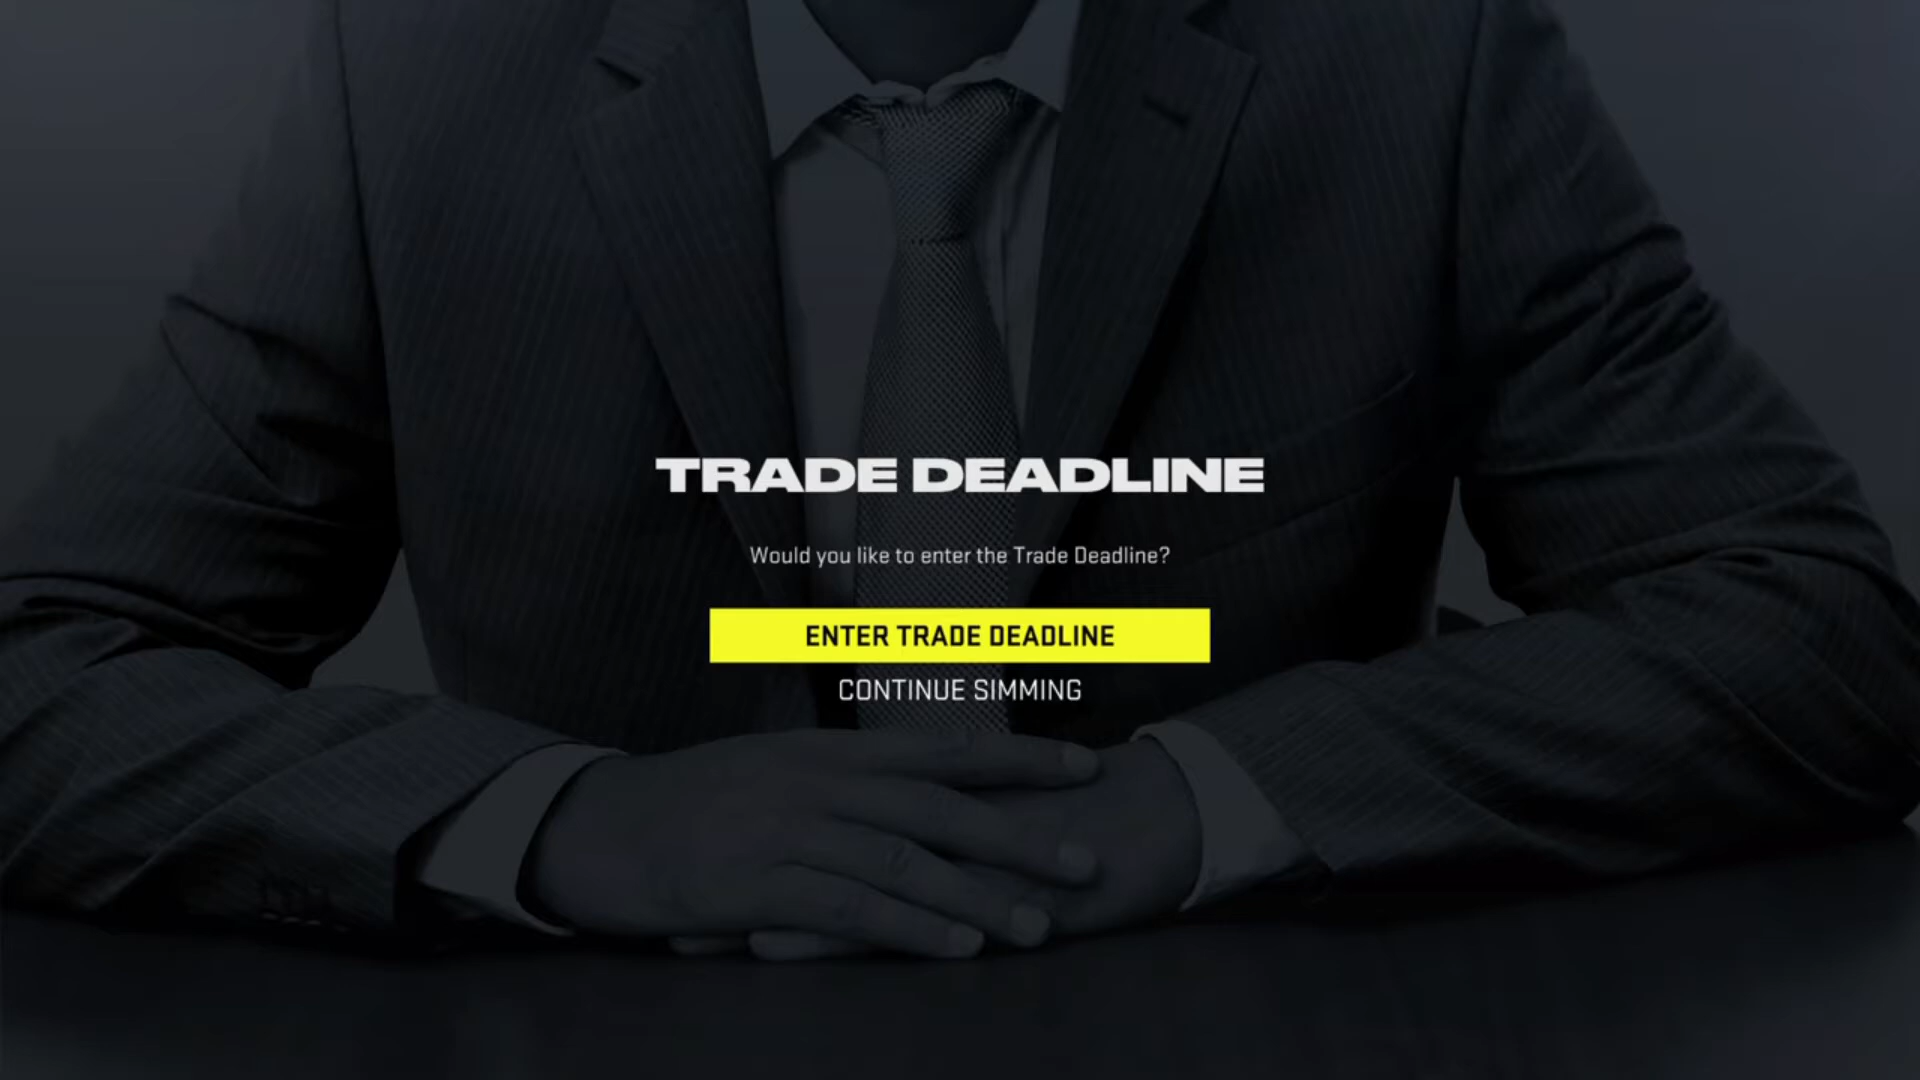 TRADE DEADLINE
Would you like to enter the Trade Deadline?
ENTER TRADE DEADLINE
CONTINUE SIMMING